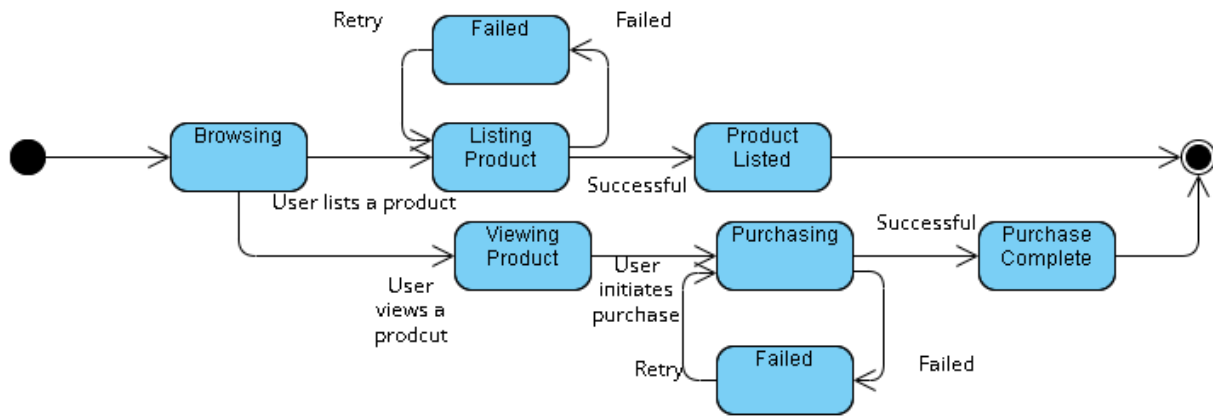 Retry
Failed
Failed
Browsing
Listing
Product
Product
Listed
User lists a product
Successful
Viewing
Product
User
views a
prodcut
User
initiates
purchase
Purchasing
Successful
Purchase
Complete
Retry
Failed
Failed